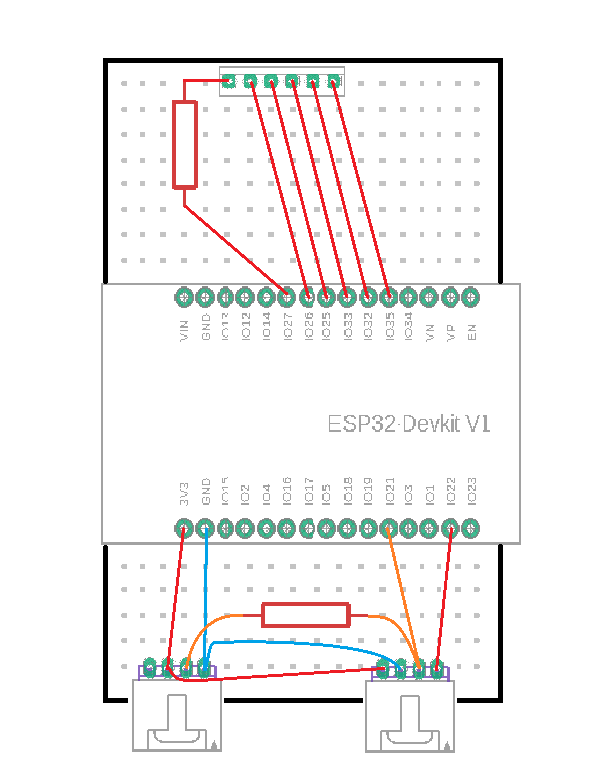 VIN GND IO13 IO12 IO14 IO27 IO26 IO25 IO33 IO32 IO35 IO34 VN VP EN
ESP32-Devkit V1
3V3 GND IO15 IO2 IO4 IO16 IO17 IO5 IO18 IO19 IO21 IO3 IO1 IO22 IO23